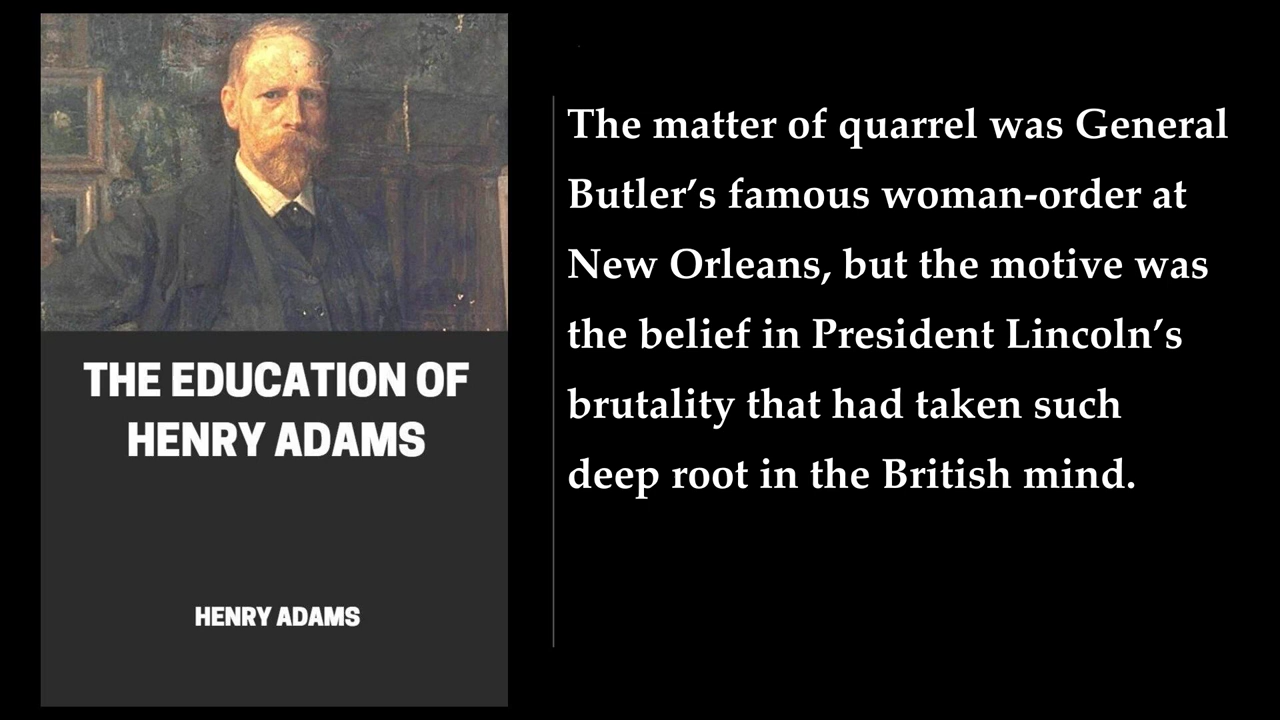 THE EDUCATION OF
HENRY ADAMS
HENRY ADAMS
The matter of quarrel was General
Butler’s famous woman-order at
New Orleans, but the motive was
the belief in President Lincoln’s
brutality that had taken such
deep root in the British mind.